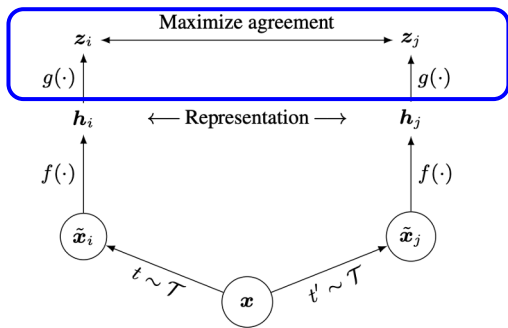 Maximize agreement
z_i z_j
g(·) g(·)
h_i ← Representation → h_j
f(·) f(·)
x̃_i x̃_j
t ∼ 𝒯 t' ∼ 𝒯
x